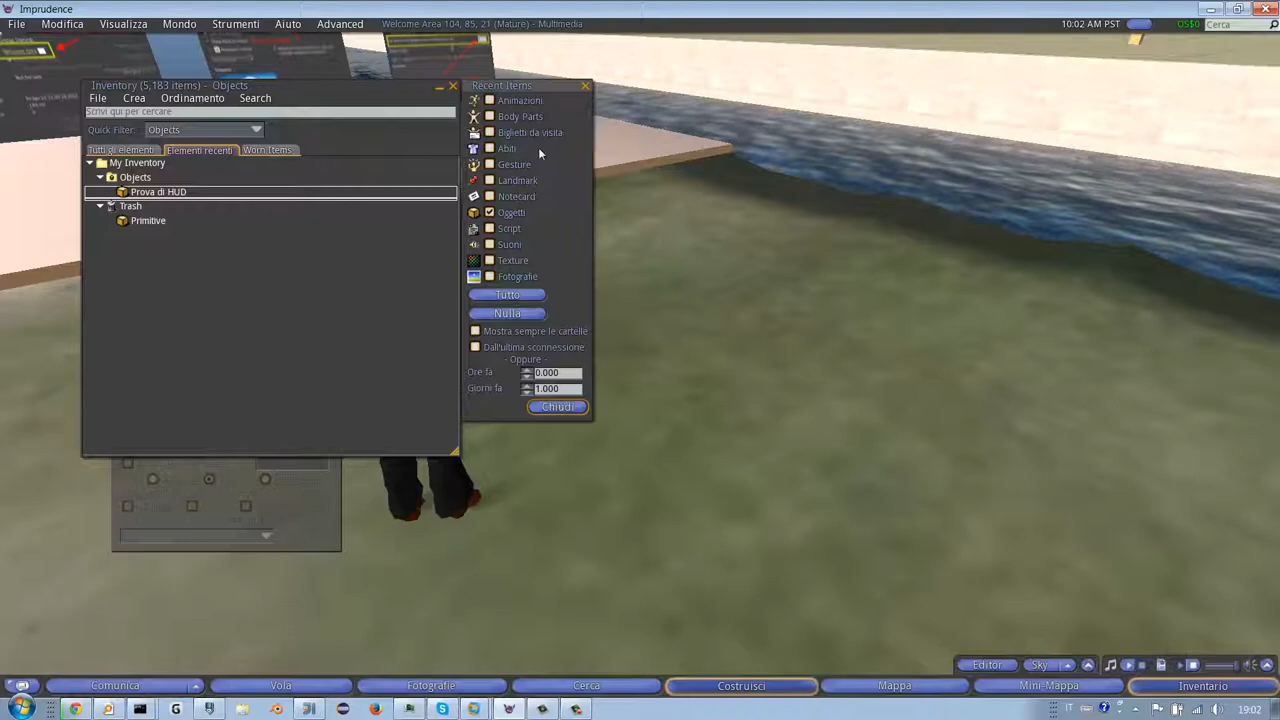 Imprudence
File Modifica Visualizza Mondo Strumenti Aiuto Advanced Welcome Area 104, 85, 21 (Mature) - Multimedia 10:02 AM PST OS$0 Cerca
Inventory (5,183 items) - Objects
File Crea Ordinamento Search
Scrivi qui per cercare
Quick Filter: Objects
Tutti gli elementi Elementi recenti Worn Items
My Inventory
Objects
Prova di HUD
Trash
Primitive
Recent Items
Animazioni
Body Parts
Biglietti da visita
Abiti
Gesture
Landmark
Notecard
Oggetti
Script
Suoni
Texture
Fotografie
Tutto
Nulla
Mostra sempre le cartelle
Dall'ultima sconnessione
- Oppure -
Ore fa 0.000
Giorni fa 1.000
Chiudi
Editor Sky
Comunica Vola Fotografie Cerca Costruisci Mappa Mini-Mappa Inventario
IT 19:02